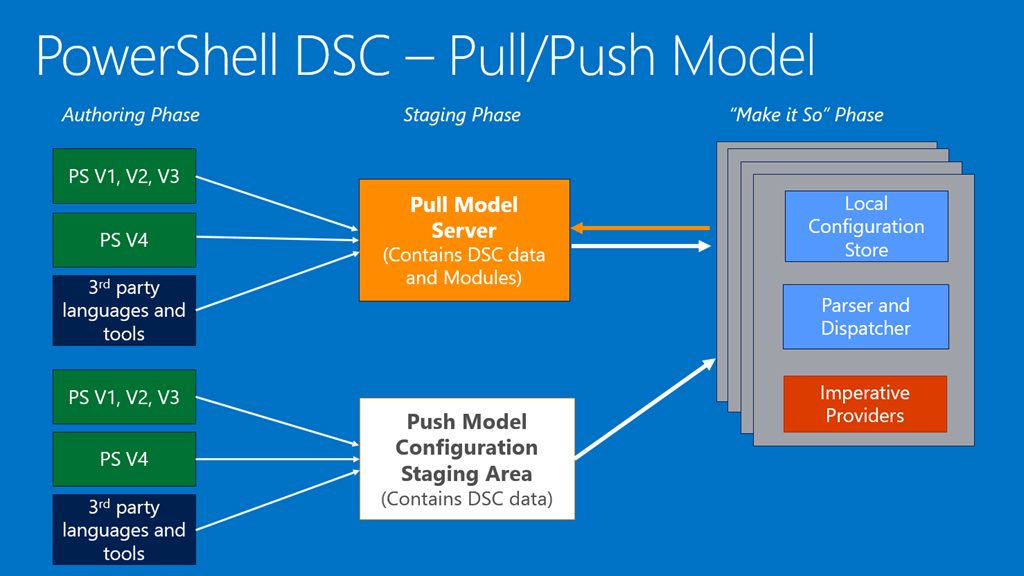 PowerShell DSC – Pull/Push Model
Authoring Phase
Staging Phase
“Make it So” Phase
PS V1, V2, V3
PS V4
3rd party
languages and
tools
Pull Model
Server
(Contains DSC data
and Modules)
Local
Configuration
Store
Parser and
Dispatcher
Imperative
Providers
PS V1, V2, V3
PS V4
3rd party
languages and
tools
Push Model
Configuration
Staging Area
(Contains DSC data)